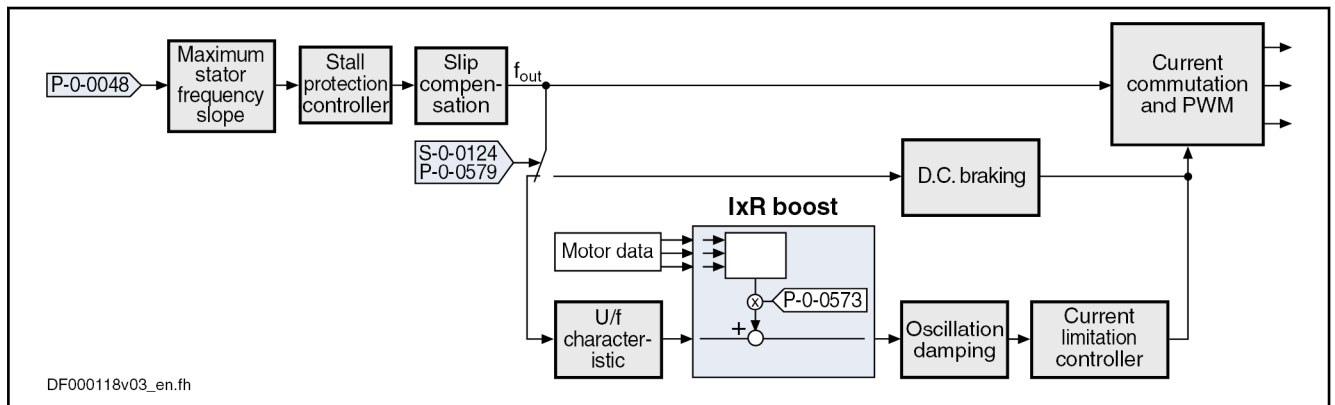 P-0-0048
Maximum
stator
frequency
slope
Stall
protection
controller
Slip
compen-
sation
fout
Current
commutation
and PWM
S-0-0124
P-0-0579
D.C. braking
IxR boost
Motor data
x
P-0-0573
+
U/f
character-
istic
Oscillation
damping
Current
limitation
controller
DF000118v03_en.fh